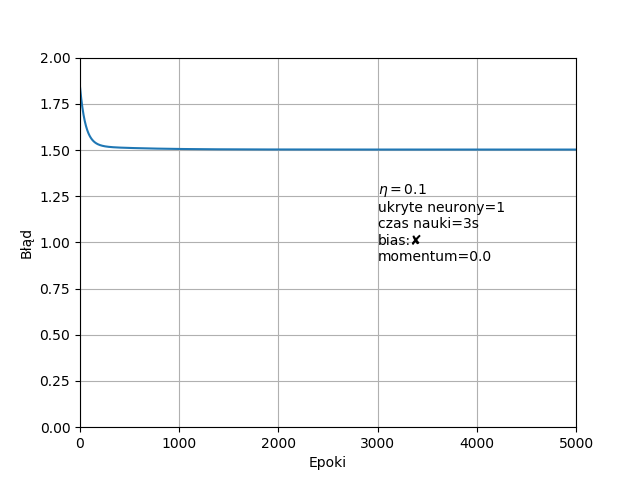 2.00
1.75
1.50
1.25
1.00
0.75
0.50
0.25
0.00
Błąd
η = 0.1
ukryte neurony=1
czas nauki=3s
bias:✘
momentum=0.0
0 1000 2000 3000 4000 5000
Epoki